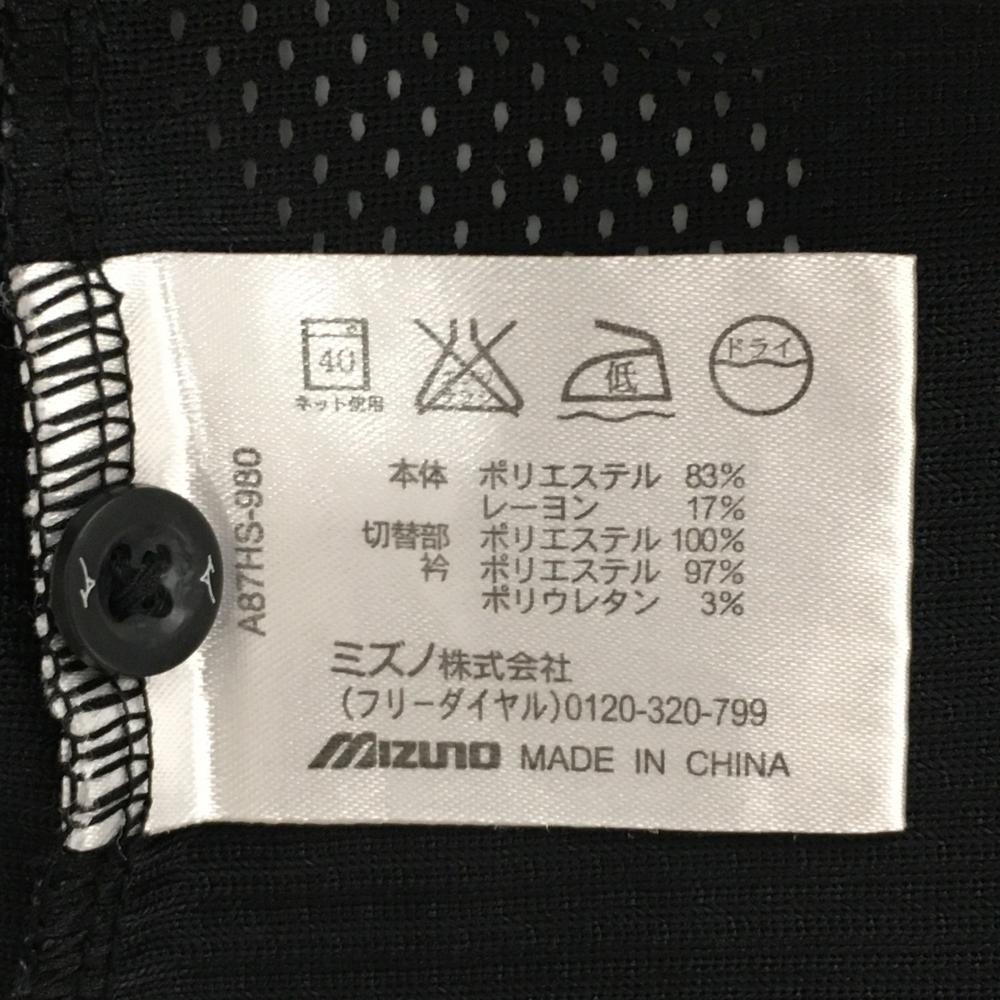 40
ネット使用
低
ドライ
本体 ポリエステル 83%
レーヨン 17%
切替部 ポリエステル 100%
衿 ポリエステル 97%
ポリウレタン 3%
A87HS-980
ミズノ株式会社
(フリーダイヤル)0120-320-799
MIZUNO MADE IN CHINA